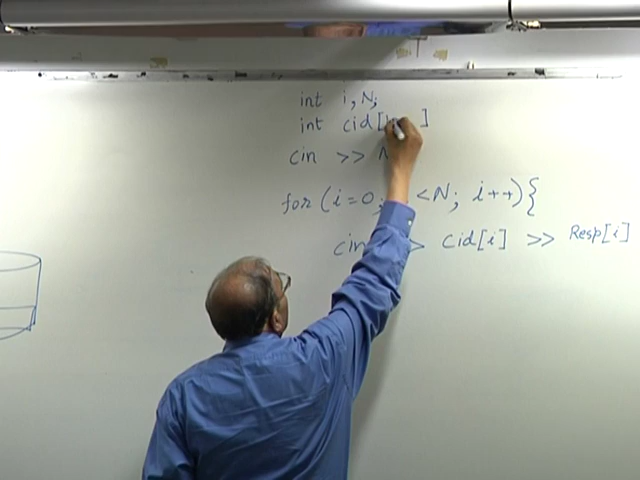 int i, N;
int cid[ ]
cin >>
for (i=0; <N; i++){
cin > cid[i] >> Resp[i]